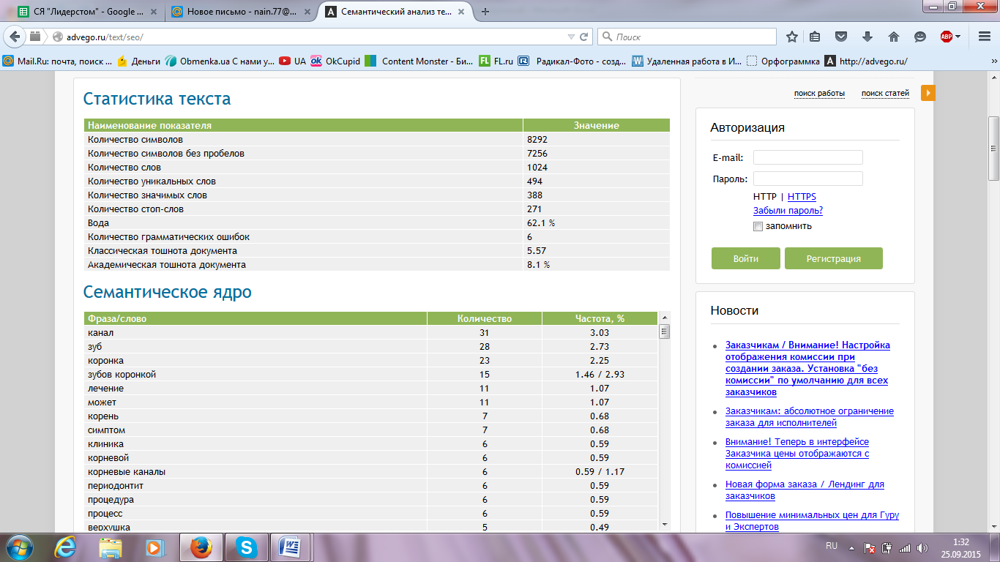 СЯ "Лидерстом" - Google ...
Новое письмо - nain.77@...
Семантический анализ те...
advego.ru/text/seo/
Поиск
ABP
Mail.Ru: почта, поиск ...
Деньги
Obmenka.ua С нами у...
UA
OkCupid
Content Monster - Би...
FL.ru
Радикал-Фото - созд...
Удаленная работа в И...
Орфограммка
http://advego.ru/
поиск работы
поиск статей
Статистика текста
Наименование показателя Значение
Количество символов 8292
Количество символов без пробелов 7256
Количество слов 1024
Количество уникальных слов 494
Количество значимых слов 388
Количество стоп-слов 271
Вода 62.1 %
Количество грамматических ошибок 6
Классическая тошнота документа 5.57
Академическая тошнота документа 8.1 %
Семантическое ядро
Фраза/слово Количество Частота, %
канал 31 3.03
зуб 28 2.73
коронка 23 2.25
зубов коронкой 15 1.46 / 2.93
лечение 11 1.07
может 11 1.07
корень 7 0.68
симптом 7 0.68
клиника 6 0.59
корневой 6 0.59
корневые каналы 6 0.59 / 1.17
периодонтит 6 0.59
процедура 6 0.59
процесс 6 0.59
верхушка 5 0.49
Авторизация
E-mail:
Пароль:
HTTP | HTTPS
Забыли пароль?
запомнить
Войти
Регистрация
Новости
Заказчикам / Внимание! Настройка
отображения комиссии при
создании заказа. Установка "без
комиссии" по умолчанию для всех
заказчиков
Заказчикам: абсолютное ограничение
заказа для исполнителей
Внимание! Теперь в интерфейсе
Заказчика цены отображаются с
комиссией
Новая форма заказа / Лендинг для
заказчиков
Повышение минимальных цен для Гуру
и Экспертов
RU
1:32
25.09.2015